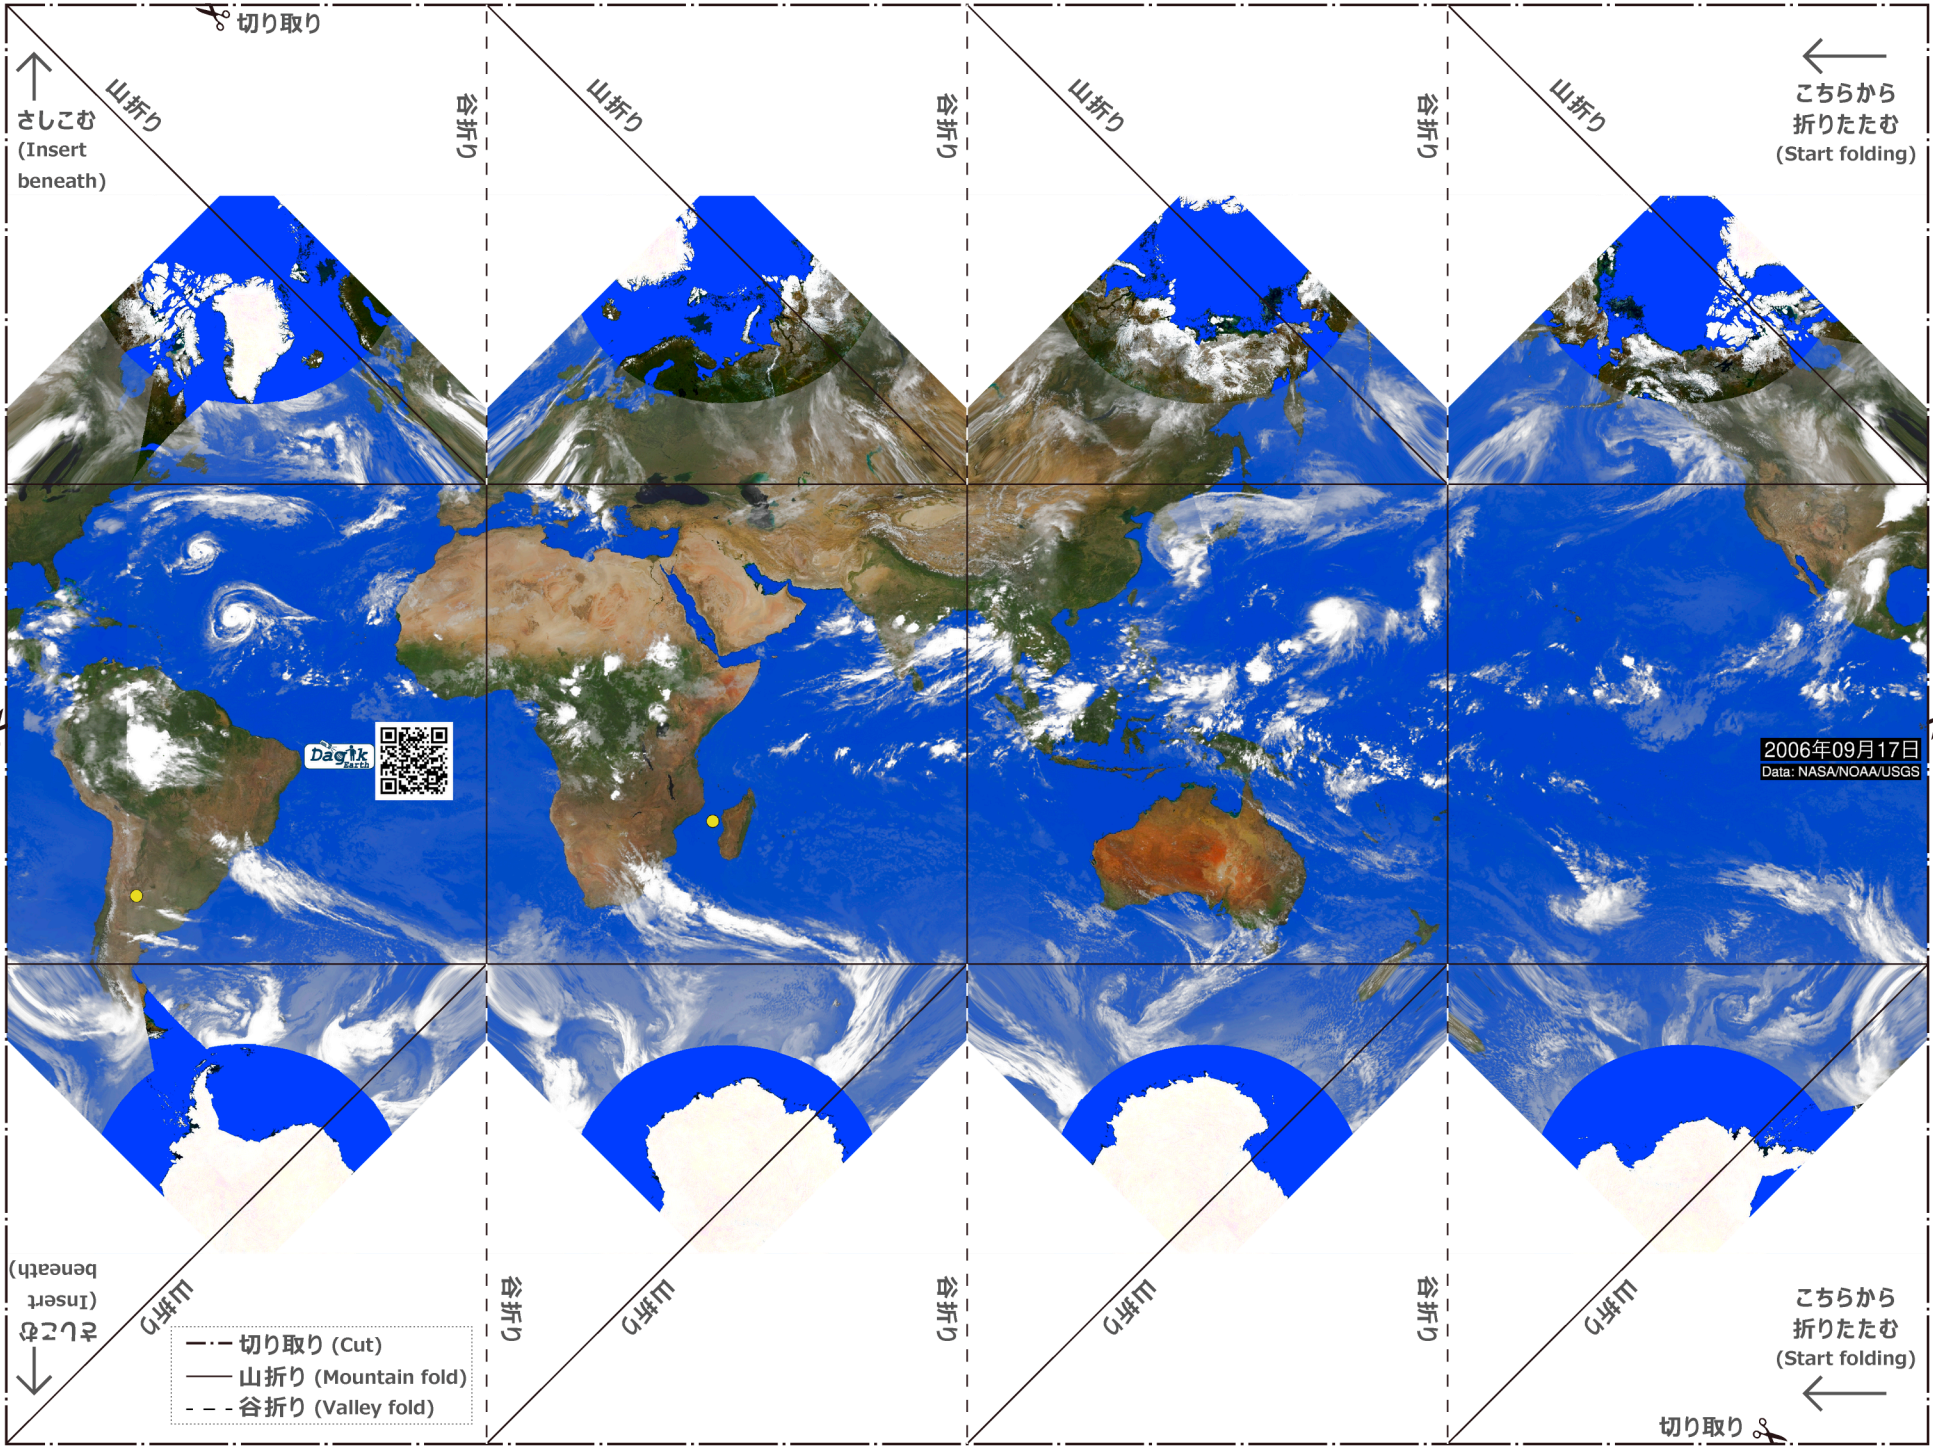 切り取り
山折り
谷折り
山折り
谷折り
山折り
谷折り
山折り
さしこむ
(Insert
beneath)
こちらから
折りたたむ
(Start folding)
Dagik
Earth
2006年09月17日
Data: NASA/NOAA/USGS
さしこむ
(Insert
beneath)
山折り
谷折り
山折り
谷折り
山折り
谷折り
山折り
切り取り (Cut)
山折り (Mountain fold)
谷折り (Valley fold)
こちらから
折りたたむ
(Start folding)
切り取り